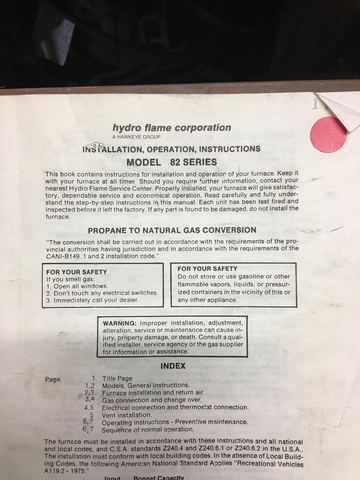 hydro flame corporation
A HAWKEYE GROUP
INSTALLATION, OPERATION, INSTRUCTIONS
MODEL 82 SERIES
This book contains instructions for installation and operation of your furnace. Keep it
with your furnace at all times. Should you require further information, contact your
nearest Hydro Flame Service Center. Properly installed, your furnace will give satisfac-
tory, dependable service and economical operation. Read carefully and fully under-
stand the step-by-step instructions in this manual. Each unit has been test fired and
inspected before it left the factory. If any part is found to be damaged, do not install the
furnace.
PROPANE TO NATURAL GAS CONVERSION
"The conversion shall be carried out in accordance with the requirements of the pro-
vincial authorities having jurisdiction and in accordance with the requirements of the
CANI-B149. 1 and 2 installation code."
FOR YOUR SAFETY
If you smell gas:
1. Open all windows.
2. Don't touch any electrical switches.
3. Immediately call your dealer.
FOR YOUR SAFETY
Do not store or use gasoline or other
flammable vapors, liquids, or pressur-
ized containers in the vicinity of this or
any other appliance.
WARNING: Improper installation, adjustment,
alteration, service or maintenance can cause in-
jury, property damage, or death. Consult a qual-
ified installer, service agency or the gas supplier
for information or assistance.
INDEX
Page: 1 Title Page
1,2 Models, General Instructions.
2,3 Furnace installation and return air.
3,4 Gas connection and change over.
4,5 Electrical connection and thermostat connection.
5 Vent installation.
6,7 Operating instructions - Preventive maintenance.
6,7 Sequence of normal operation.
The furnace must be installed in accordance with these instructions and all national
and local codes, and C.S.A. standards Z240.4 and Z240.6.1 or Z240.6.2 in the U.S.A..
The installation must conform with local building codes. In the absence of Local Build-
ing Codes, the following American National Standard Applies "Recreational Vehicles
A119.2 - 1975."
Input Bonnet Capacity